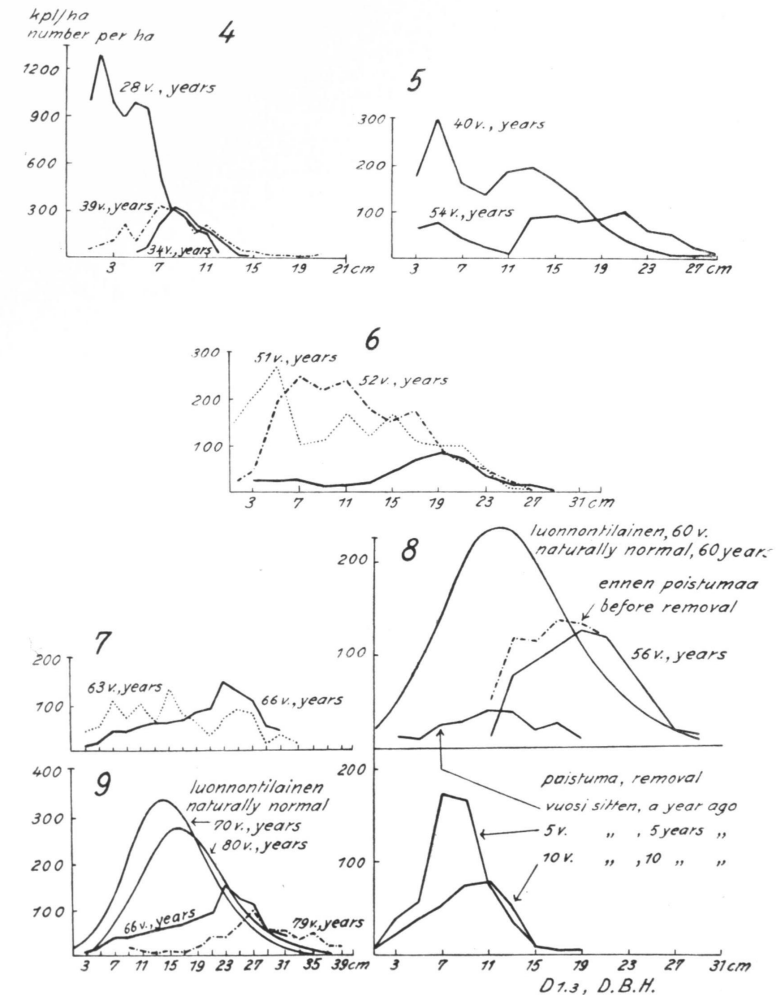 kpl/ha
number per ha
4
1200
900
600
300
28 v., years
39v., years
34v., years
3 7 11 15 19 21 cm
5
300
200
100
40 v., years
54 v., years
3 7 11 15 19 23 27 cm
6
300
200
100
51 v., years
52 v., years
3 7 11 15 19 23 27 31 cm
7
200
100
63 v., years
66 v., years
8
200
100
luonnontilainen, 60 v.
naturally normal, 60 years
ennen poistumaa
before removal
56 v., years
9
400
300
200
100
luonnontilainen
naturally normal
70 v., years
80 v., years
66 v., years
79 v., years
3 7 11 15 19 23 27 31 35 39 cm
200
100
poistuma, removal
vuosi sitten, a year ago
5 v. „ , 5 years „
10 v. „ , 10 „ „
3 7 11 15 19 23 27 31 cm
D1.3, D.B.H.